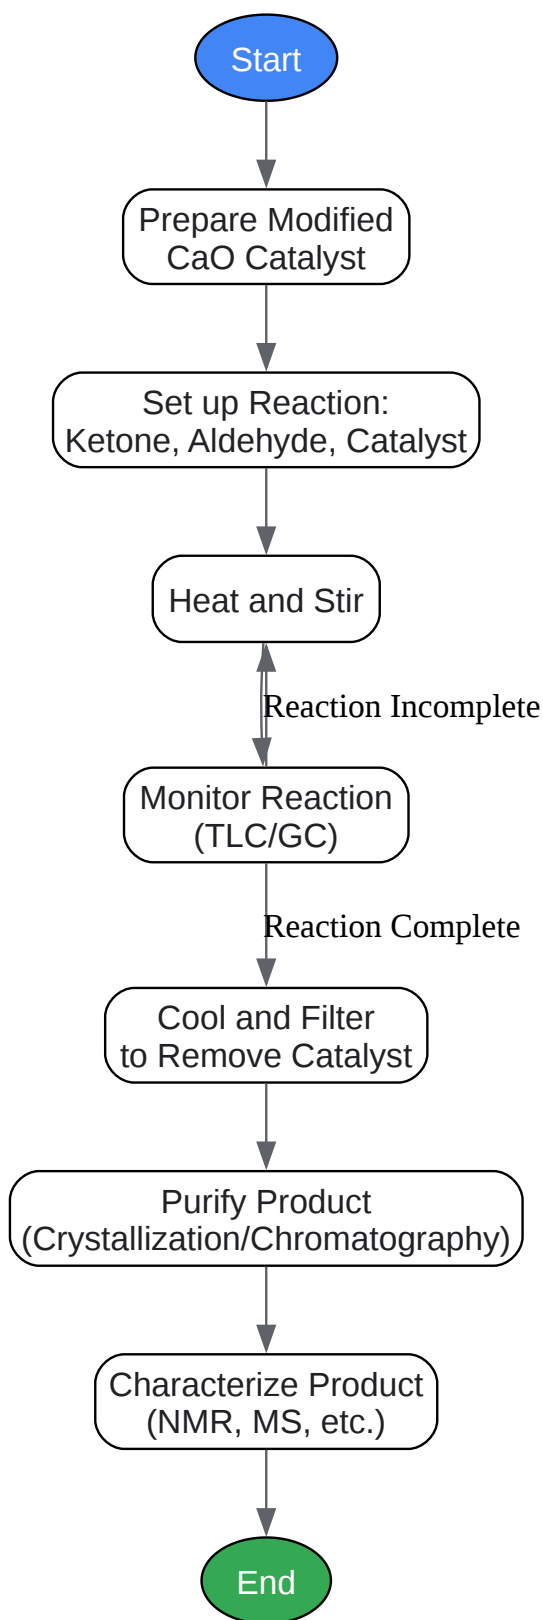 Start
Prepare Modified
CaO Catalyst
Set up Reaction:
Ketone, Aldehyde, Catalyst
Heat and Stir
Reaction Incomplete
Monitor Reaction
(TLC/GC)
Reaction Complete
Cool and Filter
to Remove Catalyst
Purify Product
(Crystallization/Chromatography)
Characterize Product
(NMR, MS, etc.)
End